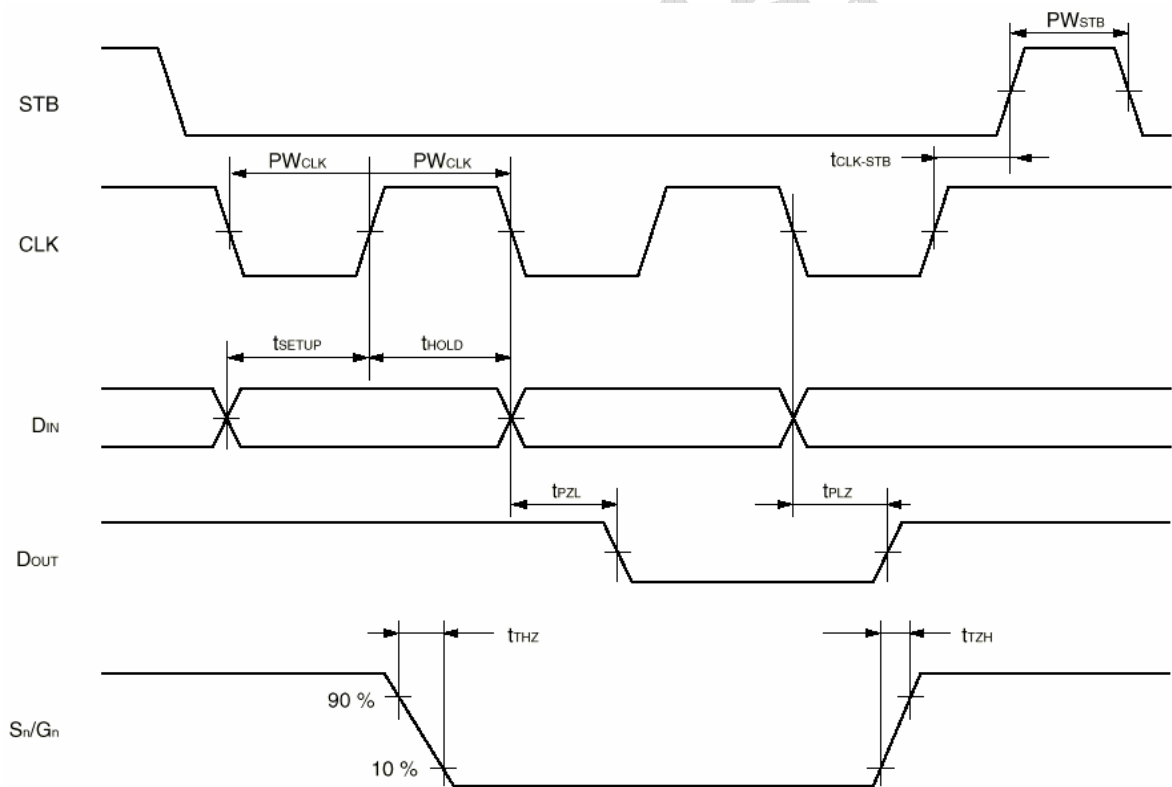 PWSTB
STB
tCLK-STB
PWCLK PWCLK
CLK
tSETUP tHOLD
DIN
tPZL tPLZ
DOUT
tTHZ tTZH
90 %
Sn/Gn
10 %